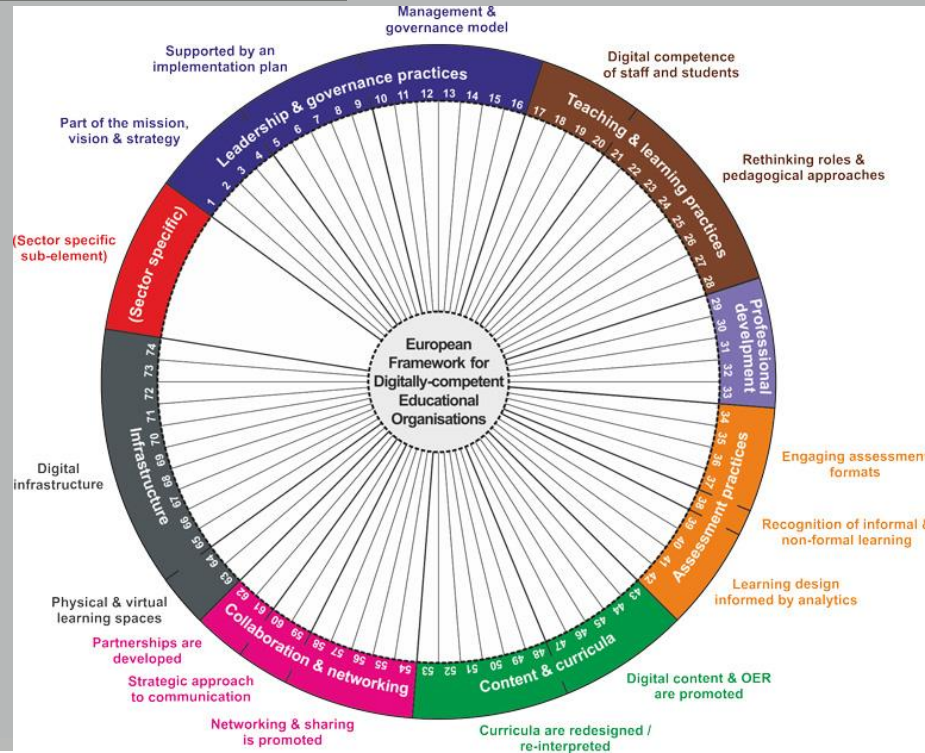 Management &
governance model
Supported by an
implementation plan
Part of the mission,
vision & strategy
(Sector specific
sub-element)
Digital
infrastructure
Physical & virtual
learning spaces
Partnerships are
developed
Strategic approach
to communication
Networking & sharing
is promoted
Curricula are redesigned /
re-interpreted
Digital content & OER
are promoted
Learning design
informed by analytics
Recognition of informal &
non-formal learning
Engaging assessment
formats
Rethinking roles &
pedagogical approaches
Digital competence
of staff and students
Leadership & governance practices
Teaching & learning practices
Professional
develpment
Assessment practices
Content & curricula
Collaboration & networking
Infrastructure
(Sector specific)
1
2
3
4
5
6
7
8
9
10
11
12
13
14
15
16
17
18
19
20
21
22
23
24
25
26
27
28
29
30
31
32
33
34
35
36
37
38
39
40
41
42
43
44
45
46
47
48
49
50
51
52
53
54
55
56
57
58
59
60
61
62
63
64
65
66
67
68
69
70
71
72
73
74
European
Framework for
Digitally-competent
Educational
Organisations